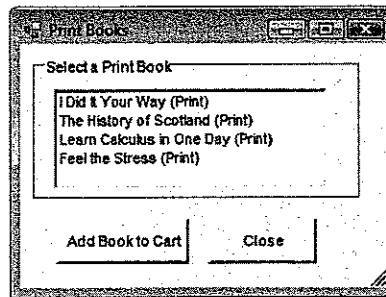 Print Books
Select a Print Book
I Did it Your Way (Print)
The History of Scotland (Print)
Learn Calculus in One Day (Print)
Feel the Stress (Print)
Add Book to Cart
Close